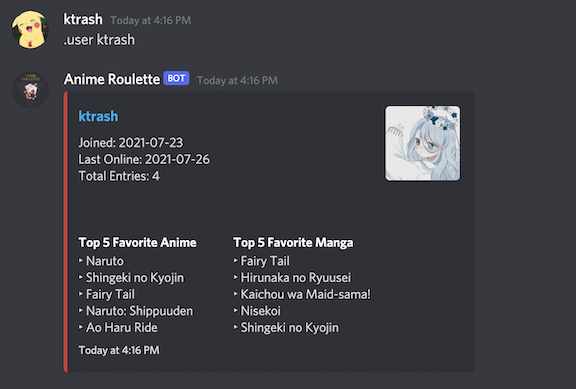 ktrash Today at 4:16 PM
.user ktrash
Anime Roulette BOT Today at 4:16 PM
ktrash
Joined: 2021-07-23
Last Online: 2021-07-26
Total Entries: 4
Top 5 Favorite Anime
‣ Naruto
‣ Shingeki no Kyojin
‣ Fairy Tail
‣ Naruto: Shippuuden
‣ Ao Haru Ride
Top 5 Favorite Manga
‣ Fairy Tail
‣ Hirunaka no Ryuusei
‣ Kaichou wa Maid-sama!
‣ Nisekoi
‣ Shingeki no Kyojin
Today at 4:16 PM